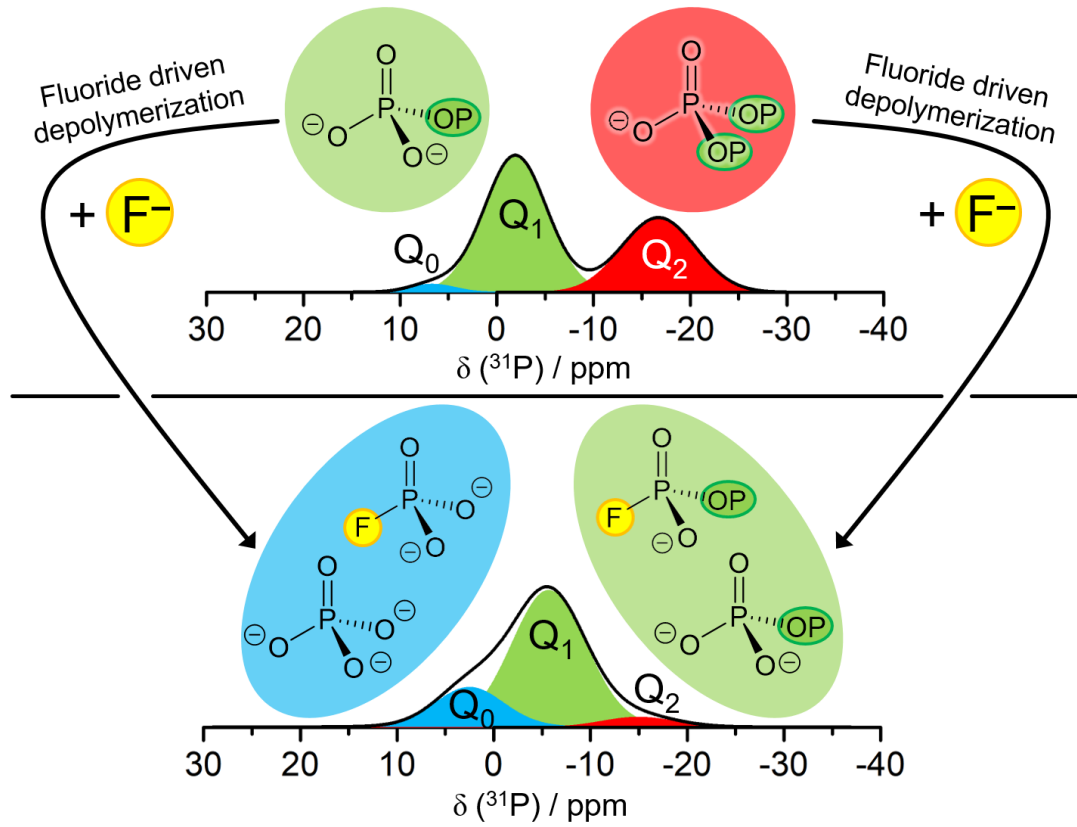 Fluoride driven
depolymerization
+ F⁻
O
P
⊖ O
OP
O ⊖
O
P
⊖ O
OP
OP
Fluoride driven
depolymerization
+ F⁻
Q₀
Q₁
Q₂
30 20 10 0 -10 -20 -30 -40
δ (³¹P) / ppm
O
P
F
O ⊖
⊖ O
O
P
⊖ O
O ⊖
O ⊖
O
P
F
OP
⊖ O
O
P
⊖ O
OP
O ⊖
Q₀
Q₁
Q₂
30 20 10 0 -10 -20 -30 -40
δ (³¹P) / ppm